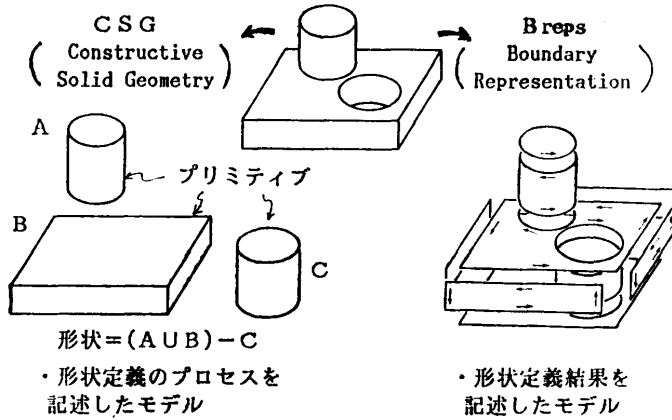 CSG
(Constructive
Solid Geometry)
Breps
(Boundary
Representation)
A
プリミティブ
B
C
形状=(A∪B)-C
・形状定義のプロセスを
記述したモデル
・形状定義結果を
記述したモデル